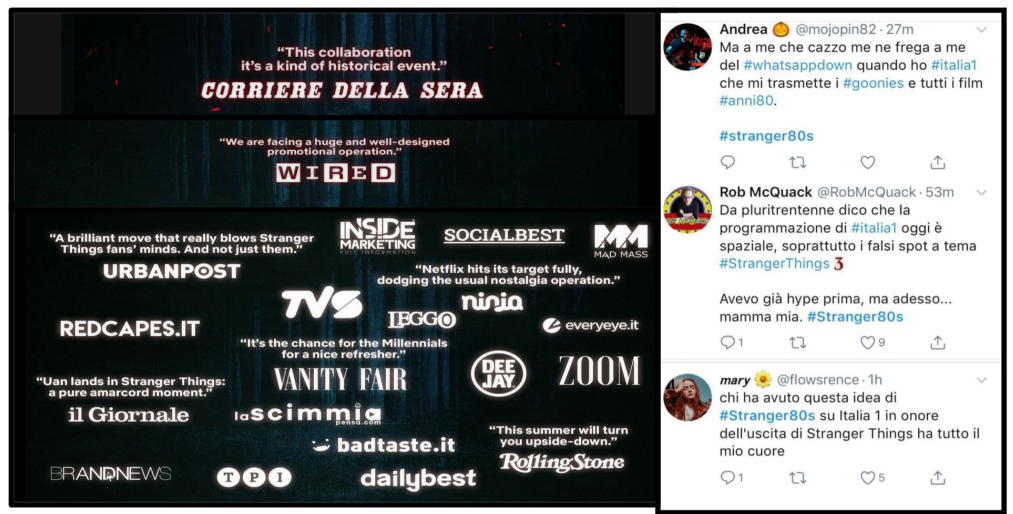 “This collaboration
it’s a kind of historical event.”
CORRIERE DELLA SERA
“We are facing a huge and well-designed
promotional operation.”
WIRED
“A brilliant move that really blows Stranger
Things fans’ minds. And not just them.”
URBANPOST
INSIDE
MARKETING
PULL INFORMATION
SOCIALBEST
MM
MAD MASS
“Netflix hits its target fully,
dodging the usual nostalgia operation.”
TVS
ninja
LEGGO
everyeye.it
REDCAPES.IT
“It’s the chance for the Millennials
for a nice refresher.”
VANITY FAIR
DEE
JAY.
ZOOM
“Uan lands in Stranger Things:
a pure amarcord moment.”
il Giornale
lascimmia
pensa.com
badtaste.it
“This summer will turn
you upside-down.”
RollingStone
BRANDNEWS
TPI
dailybest
Andrea 🎃 @mojopin82 · 27m
Ma a me che cazzo me ne frega a me
del #whatsappdown quando ho #italia1
che mi trasmette i #goonies e tutti i film
#anni80.
#stranger80s
Rob McQuack @RobMcQuack · 53m
Da pluritrentenne dico che la
programmazione di #italia1 oggi è
spaziale, soprattutto i falsi spot a tema
#StrangerThings 3
Avevo già hype prima, ma adesso...
mamma mia. #Stranger80s
1 9
mary 🌼 @flowsrence · 1h
chi ha avuto questa idea di
#Stranger80s su Italia 1 in onore
dell'uscita di Stranger Things ha tutto il
mio cuore
1 5